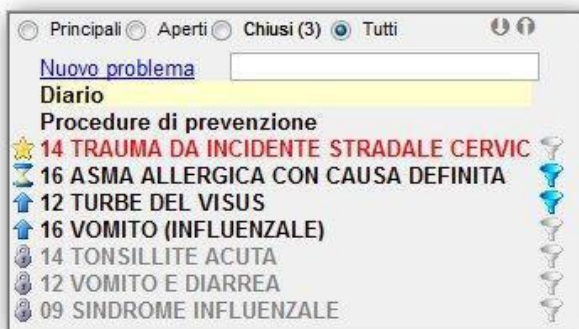 Principali Aperti Chiusi (3) Tutti
Nuovo problema
Diario
Procedure di prevenzione
14 TRAUMA DA INCIDENTE STRADALE CERVIC
16 ASMA ALLERGICA CON CAUSA DEFINITA
12 TURBE DEL VISUS
16 VOMITO (INFLUENZALE)
14 TONSILLITE ACUTA
12 VOMITO E DIARREA
09 SINDROME INFLUENZALE